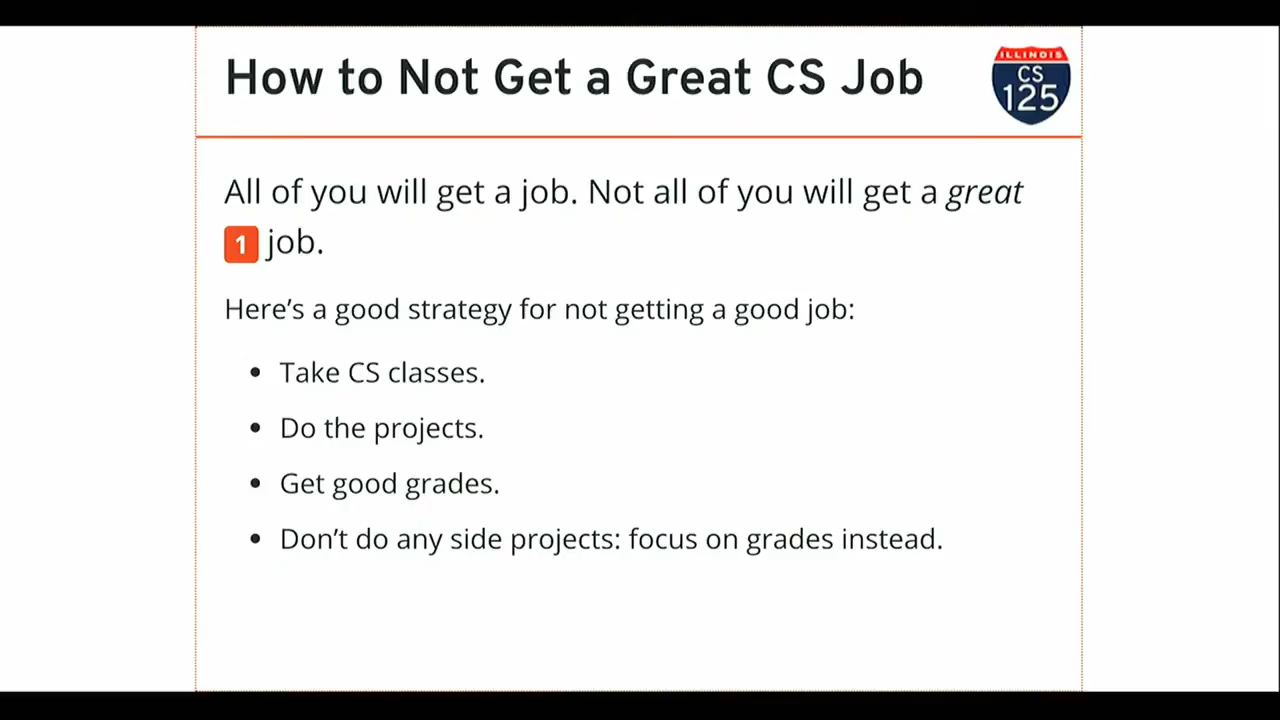 How to Not Get a Great CS Job
ILLINOIS
CS
125
All of you will get a job. Not all of you will get a great
1 job.
Here’s a good strategy for not getting a good job:
• Take CS classes.
• Do the projects.
• Get good grades.
• Don’t do any side projects: focus on grades instead.